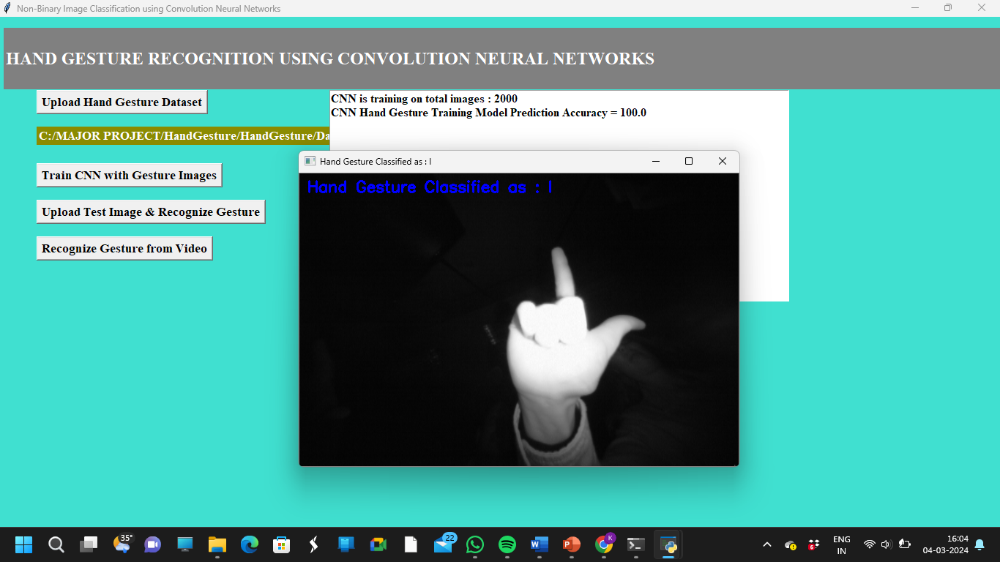 Non-Binary Image Classification using Convolution Neural Networks
HAND GESTURE RECOGNITION USING CONVOLUTION NEURAL NETWORKS
Upload Hand Gesture Dataset
C:/MAJOR PROJECT/HandGesture/HandGesture/Da
Train CNN with Gesture Images
Upload Test Image & Recognize Gesture
Recognize Gesture from Video
CNN is training on total images : 2000
CNN Hand Gesture Training Model Prediction Accuracy = 100.0
Hand Gesture Classified as : l
Hand Gesture Classified as : l
35°
22
W
P
K
6
ENG
IN
16:04
04-03-2024